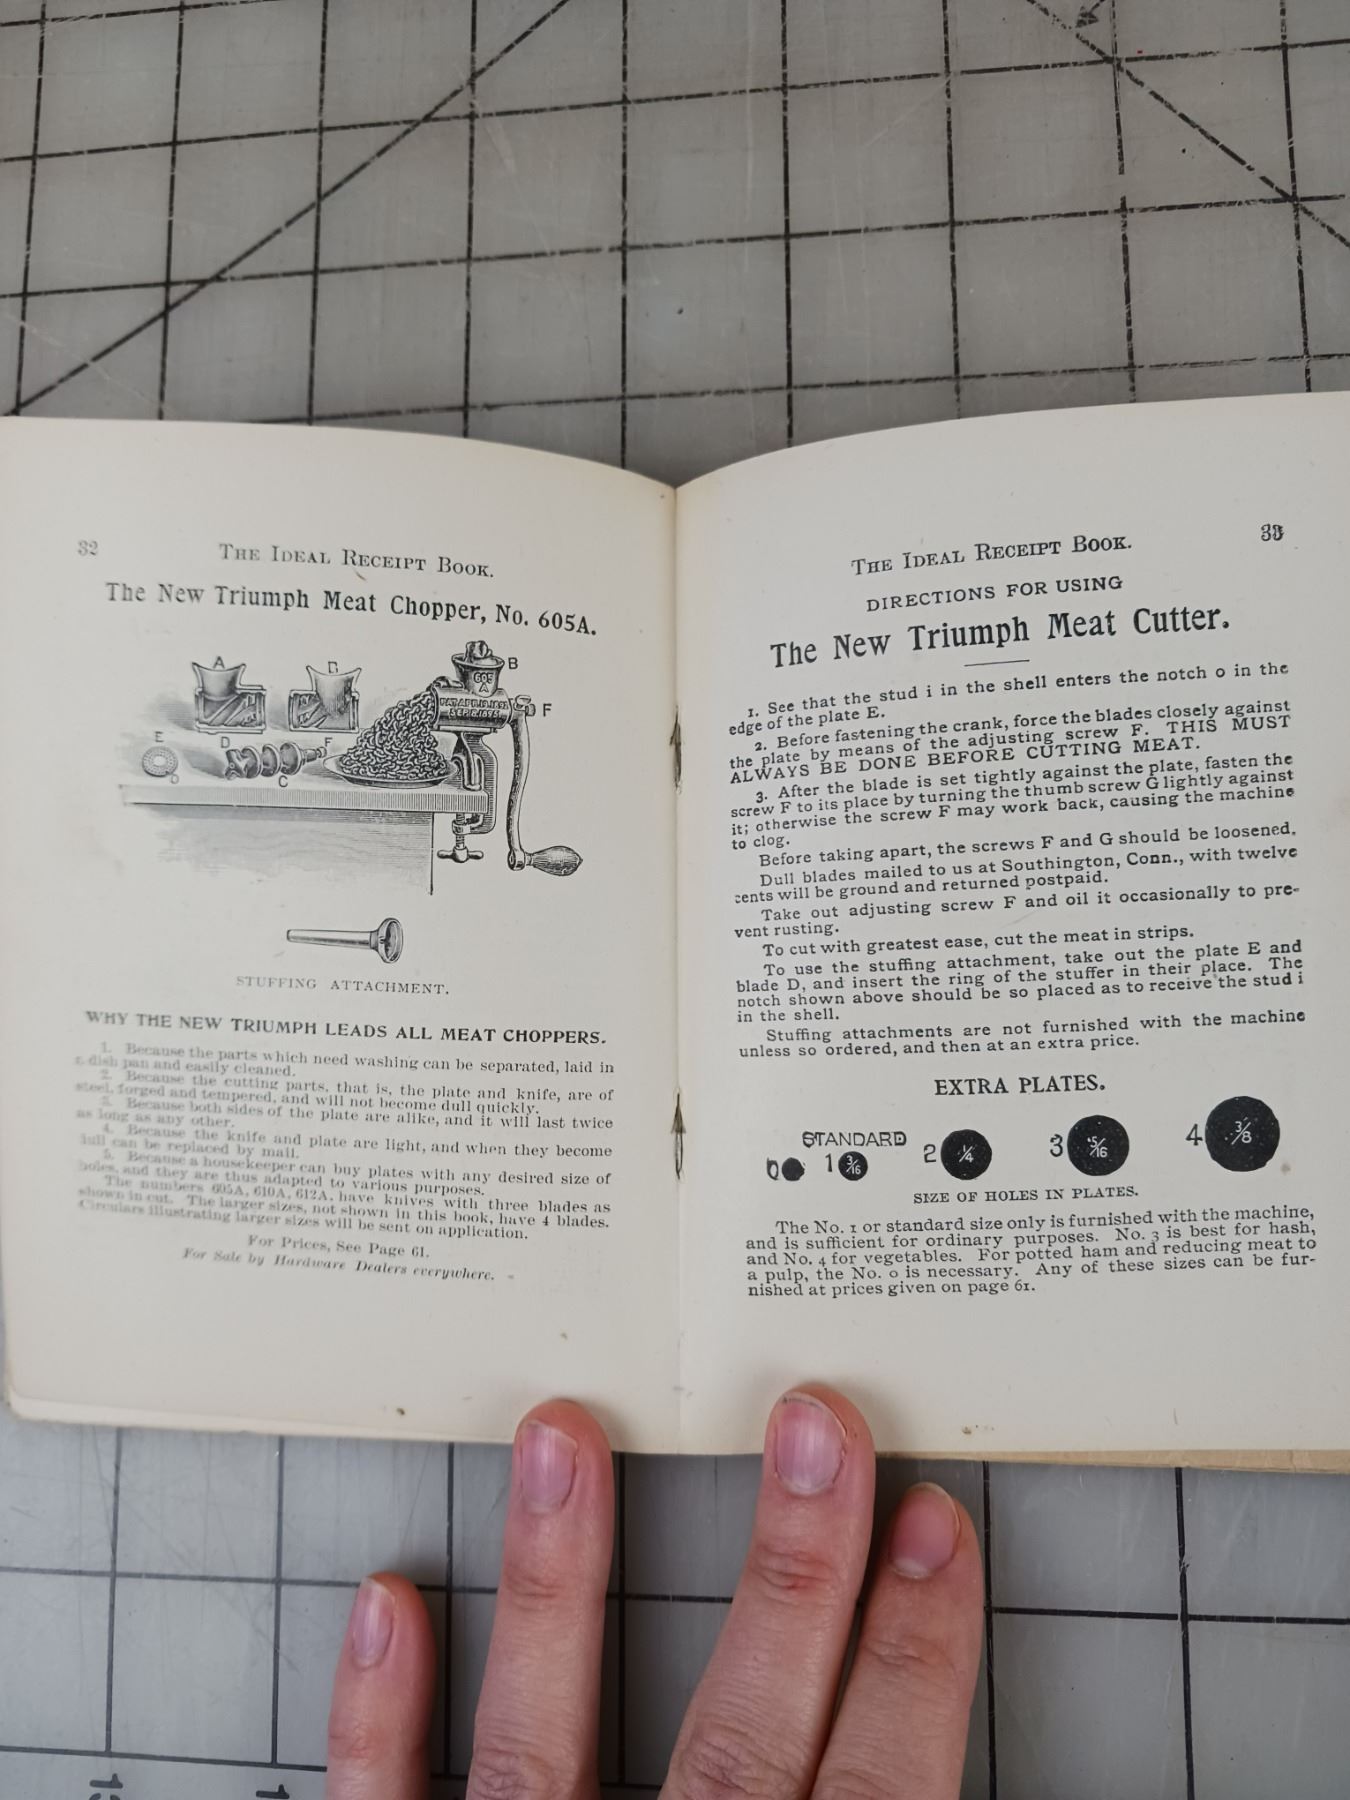 32
THE IDEAL RECEIPT BOOK.
The New Triumph Meat Chopper, No. 605A.
A
B
B
605
A
PAT. APR. 19. 1892
SEP. 6. 1895
F
E
D
F
C
STUFFING ATTACHMENT.
WHY THE NEW TRIUMPH LEADS ALL MEAT CHOPPERS.
1. Because the parts which need washing can be separated, laid in
dish pan and easily cleaned.
2. Because the cutting parts, that is, the plate and knife, are of
steel, forged and tempered, and will not become dull quickly.
3. Because both sides of the plate are alike, and it will last twice
as long as any other.
4. Because the knife and plate are light, and when they become
dull can be replaced by mail.
5. Because a housekeeper can buy plates with any desired size of
holes, and they are thus adapted to various purposes.
The numbers 605A, 610A, 612A, have knives with three blades as
shown in cut. The larger sizes, not shown in this book, have 4 blades.
Circulars illustrating larger sizes will be sent on application.
For Prices, See Page 61.
For Sale by Hardware Dealers everywhere.
THE IDEAL RECEIPT BOOK.
33
DIRECTIONS FOR USING
The New Triumph Meat Cutter.
1. See that the stud i in the shell enters the notch o in the
edge of the plate E.
2. Before fastening the crank, force the blades closely against
the plate by means of the adjusting screw F. THIS MUST
ALWAYS BE DONE BEFORE CUTTING MEAT.
3. After the blade is set tightly against the plate, fasten the
screw F to its place by turning the thumb screw G lightly against
it; otherwise the screw F may work back, causing the machine
to clog.
Before taking apart, the screws F and G should be loosened.
Dull blades mailed to us at Southington, Conn., with twelve
cents will be ground and returned postpaid.
Take out adjusting screw F and oil it occasionally to pre-
vent rusting.
To cut with greatest ease, cut the meat in strips.
To use the stuffing attachment, take out the plate E and
blade D, and insert the ring of the stuffer in their place. The
notch shown above should be so placed as to receive the stud i
in the shell.
Stuffing attachments are not furnished with the machine
unless so ordered, and then at an extra price.
EXTRA PLATES.
STANDARD
0 1 3/16 2 1/4 3 5/16 4 3/8
SIZE OF HOLES IN PLATES.
The No. 1 or standard size only is furnished with the machine,
and is sufficient for ordinary purposes. No. 3 is best for hash,
and No. 4 for vegetables. For potted ham and reducing meat to
a pulp, the No. 0 is necessary. Any of these sizes can be fur-
nished at prices given on page 61.